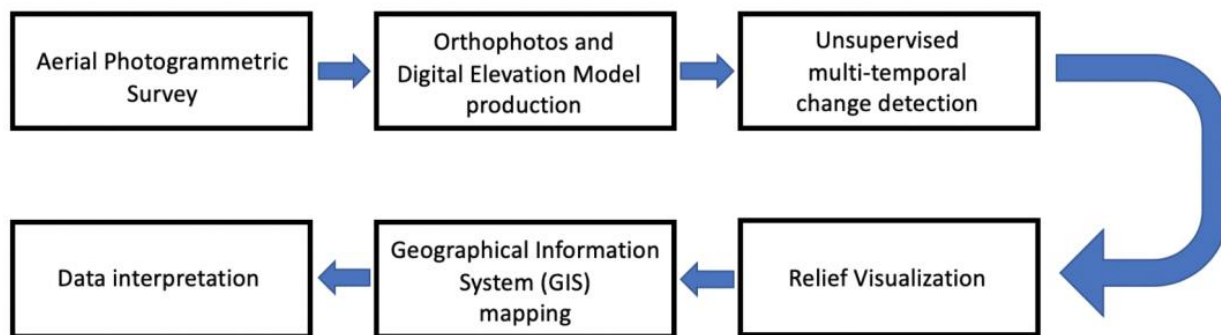 Aerial Photogrammetric
Survey
Orthophotos and
Digital Elevation Model
production
Unsupervised
multi-temporal
change detection
Relief Visualization
Geographical Information
System (GIS)
mapping
Data interpretation